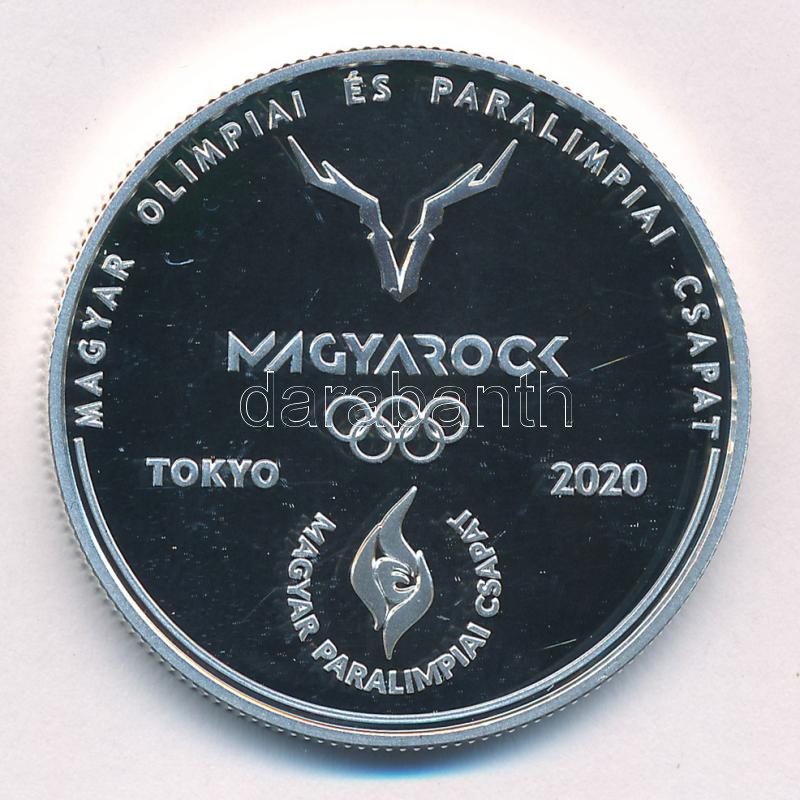 MAGYAR OLIMPIAI ÉS PARALIMPIAI CSAPAT
MAGYAROCK
darabanth
TOKYO 2020
MAGYAR PARALIMPIAI CSAPAT